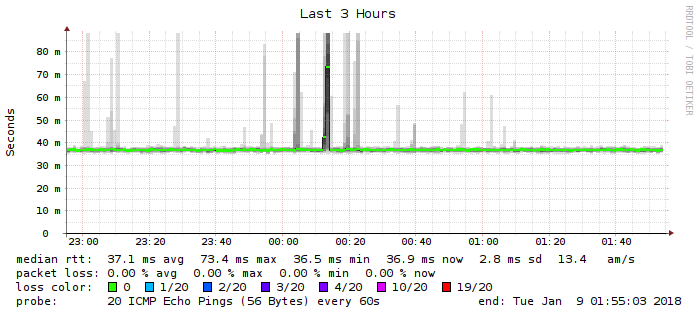 Last 3 Hours
RRDTOOL / TOBI OETIKER
Seconds
80 m
70 m
60 m
50 m
40 m
30 m
20 m
10 m
0
23:00 23:20 23:40 00:00 00:20 00:40 01:00 01:20 01:40
median rtt: 37.1 ms avg 73.4 ms max 36.5 ms min 36.9 ms now 2.8 ms sd 13.4 am/s
packet loss: 0.00 % avg 0.00 % max 0.00 % min 0.00 % now
loss color: 0 1/20 2/20 3/20 4/20 10/20 19/20
probe: 20 ICMP Echo Pings (56 Bytes) every 60s end: Tue Jan 9 01:55:03 2018